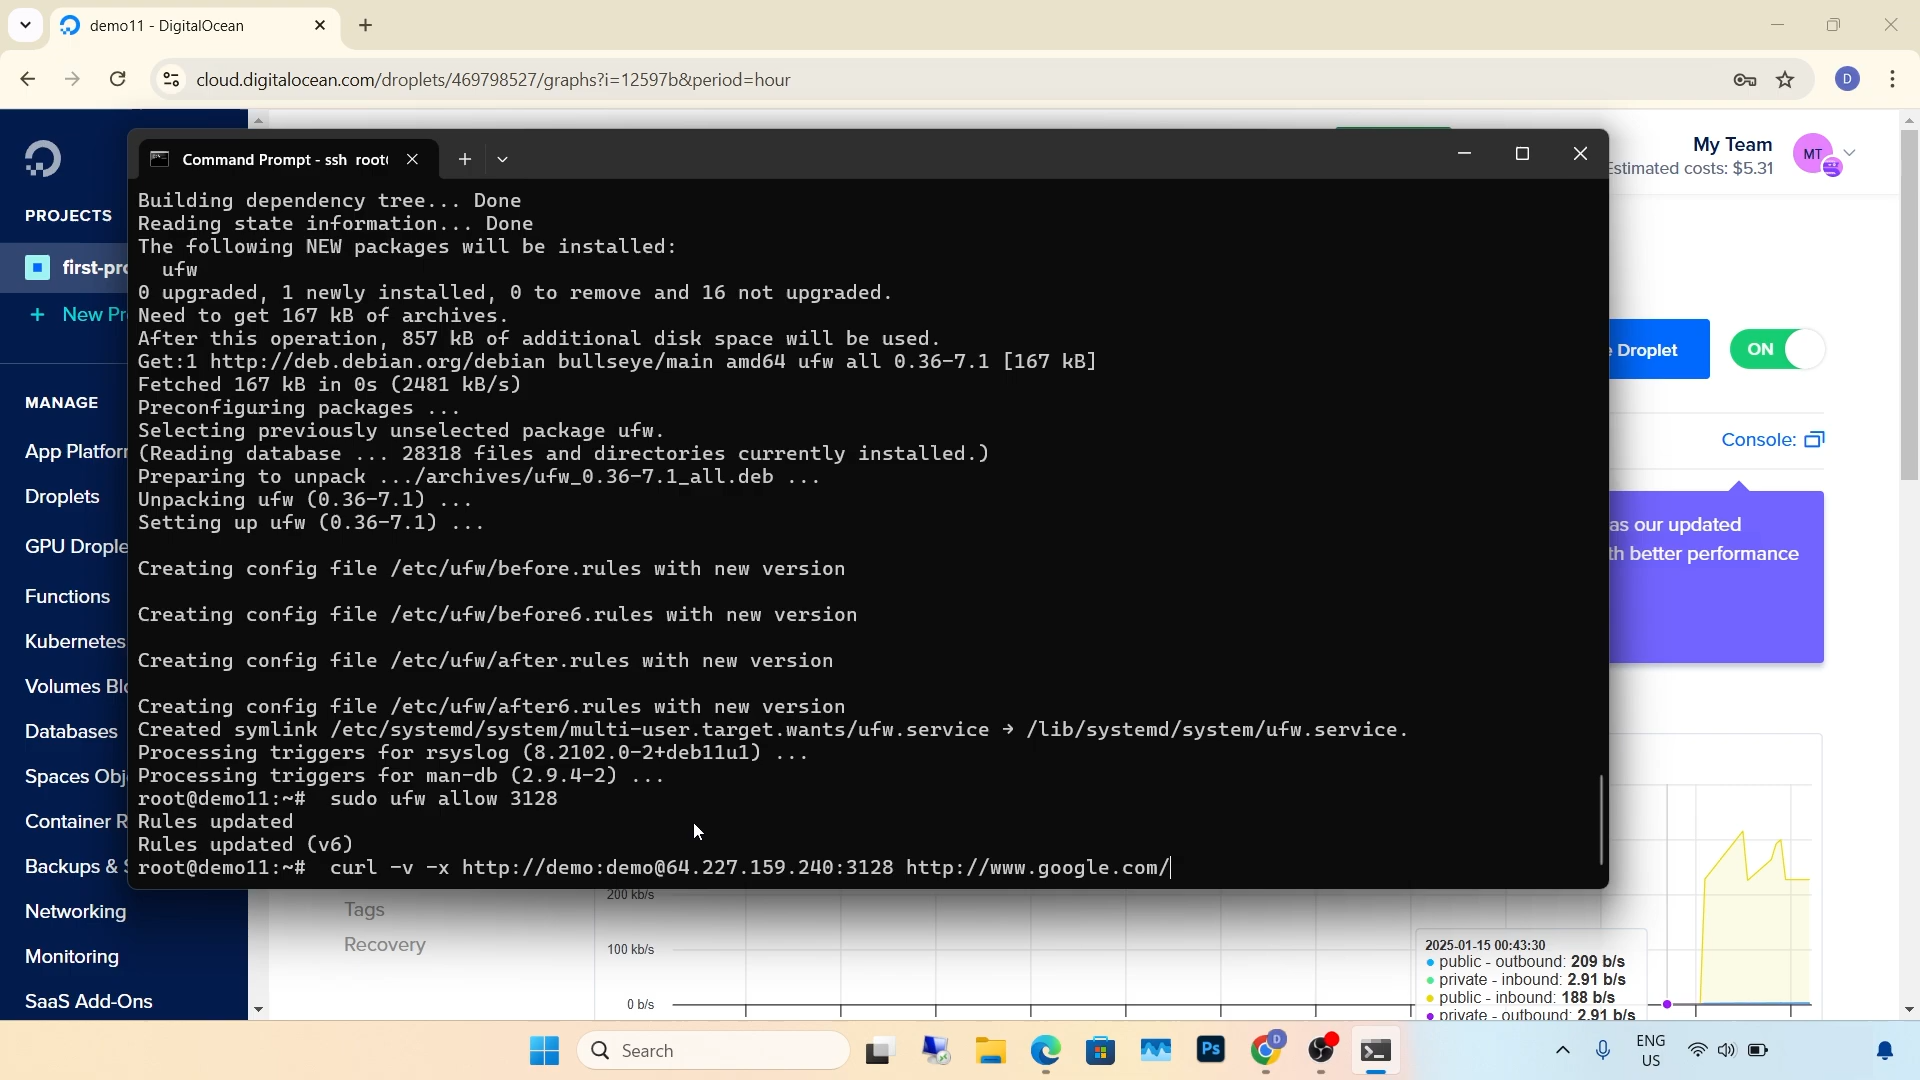 demo11 - DigitalOcean
cloud.digitalocean.com/droplets/469798527/graphs?i=12597b&period=hour
D
My Team
MT
Estimated costs: $5.31
PROJECTS
first-pro
+ New Pr
Droplet
ON
MANAGE
Console:
App Platforr
Droplets
GPU Drople
Functions
Kubernetes
Volumes Blo
Databases
Spaces Obj
Container R
Backups & S
Networking
Monitoring
SaaS Add-Ons
as our updated
th better performance
Command Prompt - ssh root
Building dependency tree... Done
Reading state information... Done
The following NEW packages will be installed:
ufw
0 upgraded, 1 newly installed, 0 to remove and 16 not upgraded.
Need to get 167 kB of archives.
After this operation, 857 kB of additional disk space will be used.
Get:1 http://deb.debian.org/debian bullseye/main amd64 ufw all 0.36-7.1 [167 kB]
Fetched 167 kB in 0s (2481 kB/s)
Preconfiguring packages ...
Selecting previously unselected package ufw.
(Reading database ... 28318 files and directories currently installed.)
Preparing to unpack .../archives/ufw_0.36-7.1_all.deb ...
Unpacking ufw (0.36-7.1) ...
Setting up ufw (0.36-7.1) ...
Creating config file /etc/ufw/before.rules with new version
Creating config file /etc/ufw/before6.rules with new version
Creating config file /etc/ufw/after.rules with new version
Creating config file /etc/ufw/after6.rules with new version
Created symlink /etc/systemd/system/multi-user.target.wants/ufw.service → /lib/systemd/system/ufw.service.
Processing triggers for rsyslog (8.2102.0-2+deb11u1) ...
Processing triggers for man-db (2.9.4-2) ...
root@demo11:~#  sudo ufw allow 3128
Rules updated
Rules updated (v6)
root@demo11:~#  curl -v -x http://demo:demo@64.227.159.240:3128 http://www.google.com/
Tags
Recovery
200 kb/s
100 kb/s
0 b/s
2025-01-15 00:43:30
public - outbound: 209 b/s
private - inbound: 2.91 b/s
public - inbound: 188 b/s
private - outbound: 2.91 b/s
Search
Ps
D
ENG
US